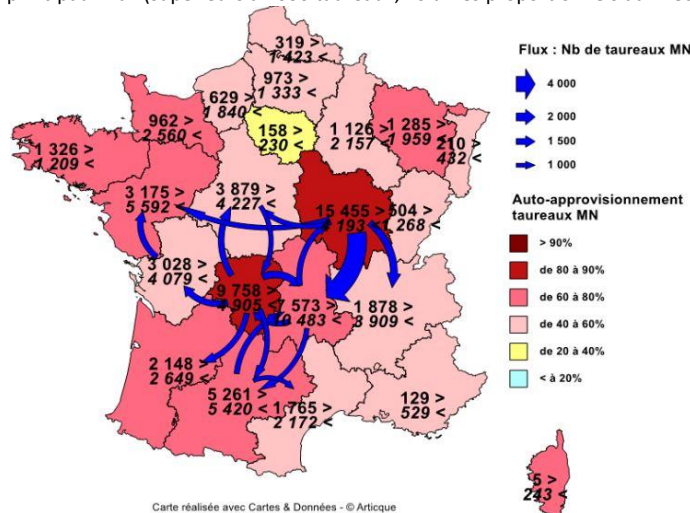 319 >
1 423 <
973 >
1 333 <
629 >
1 840 <
962 >
2 560 <
158 >
230 <
1 126 >
2 157 <
1 285 >
1 959 <
210 >
432 <
1 326 >
1 209 <
3 175 >
5 592 <
3 879 >
4 227 <
15 455 >
4 193 <
504 >
1 268 <
3 028 >
4 079 <
9 758 >
4 905 <
7 573 >
10 483 <
1 878 >
3 909 <
2 148 >
2 649 <
5 261 >
5 420 <
1 765 >
2 172 <
129 >
529 <
5 >
243 <
Flux : Nb de taureaux MN
4 000
2 000
1 500
1 000
Auto-approvisionnement
taureaux MN
> 90%
de 80 à 90%
de 60 à 80%
de 40 à 60%
de 20 à 40%
< à 20%
Carte réalisée avec Cartes & Données - © Articque